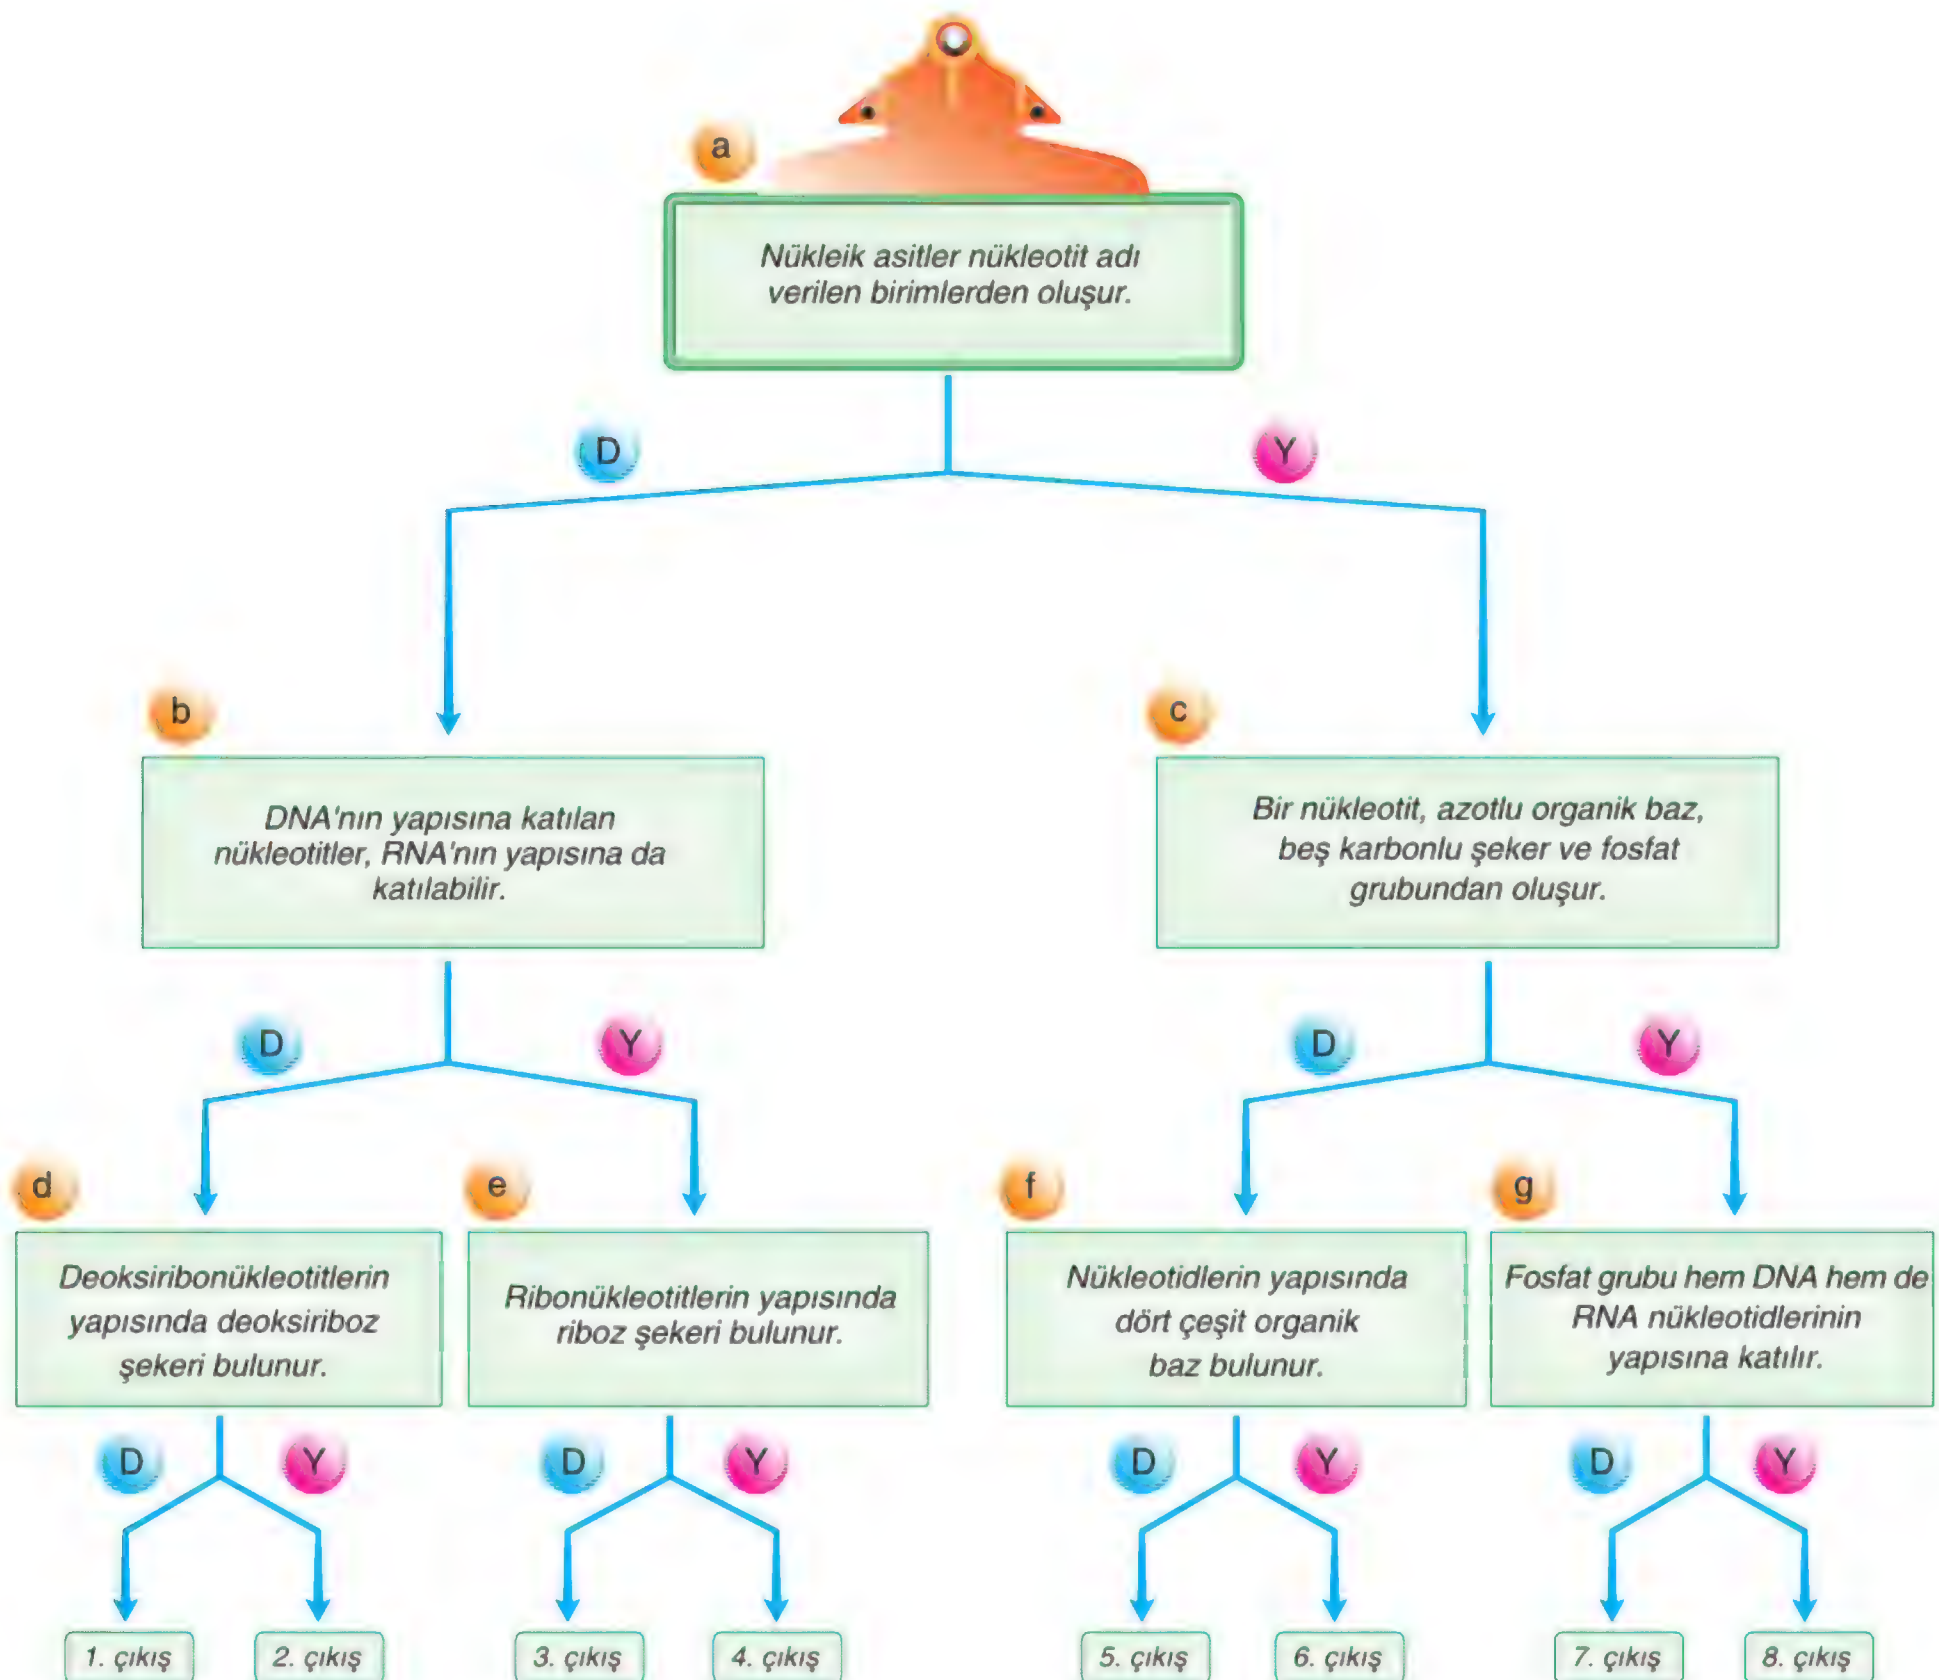 a
Nükleik asitler nükleotit adı
verilen birimlerden oluşur.
D
Y
b
DNA'nın yapısına katılan
nükleotitler, RNA'nın yapısına da
katılabilir.
c
Bir nükleotit, azotlu organik baz,
beş karbonlu şeker ve fosfat
grubundan oluşur.
D
Y
D
Y
d
Deoksiribonükleotitlerin
yapısında deoksiriboz
şekeri bulunur.
e
Ribonükleotitlerin yapısında
riboz şekeri bulunur.
f
Nükleotidlerin yapısında
dört çeşit organik
baz bulunur.
g
Fosfat grubu hem DNA hem de
RNA nükleotidlerinin
yapısına katılır.
D
Y
D
Y
D
Y
D
Y
1. çıkış
2. çıkış
3. çıkış
4. çıkış
5. çıkış
6. çıkış
7. çıkış
8. çıkış